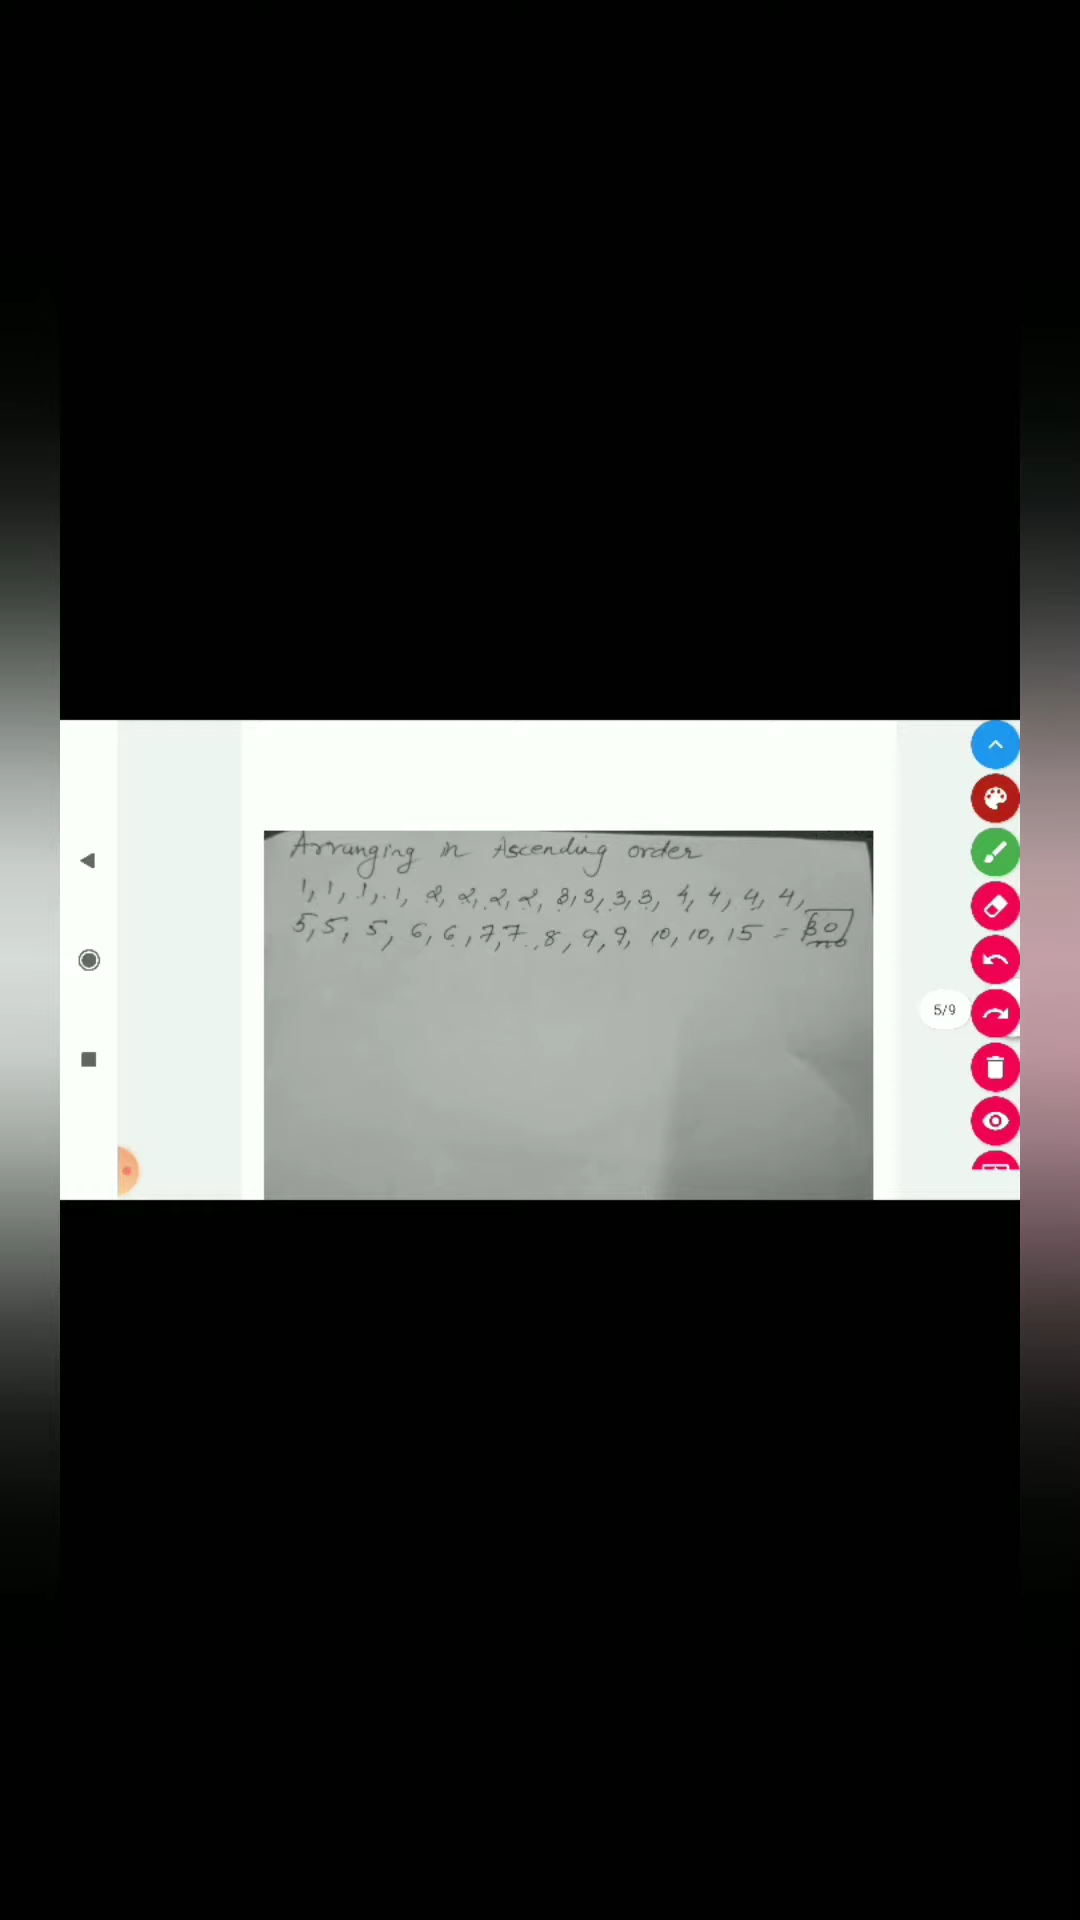 Arranging in Ascending order
1, 1, 1, 1, 2, 2, 2, 2, 3, 3, 3, 3, 4, 4, 4, 4,
5, 5, 5, 6, 6, 7, 7, 8, 9, 9, 10, 10, 15 = 30
no
5/9